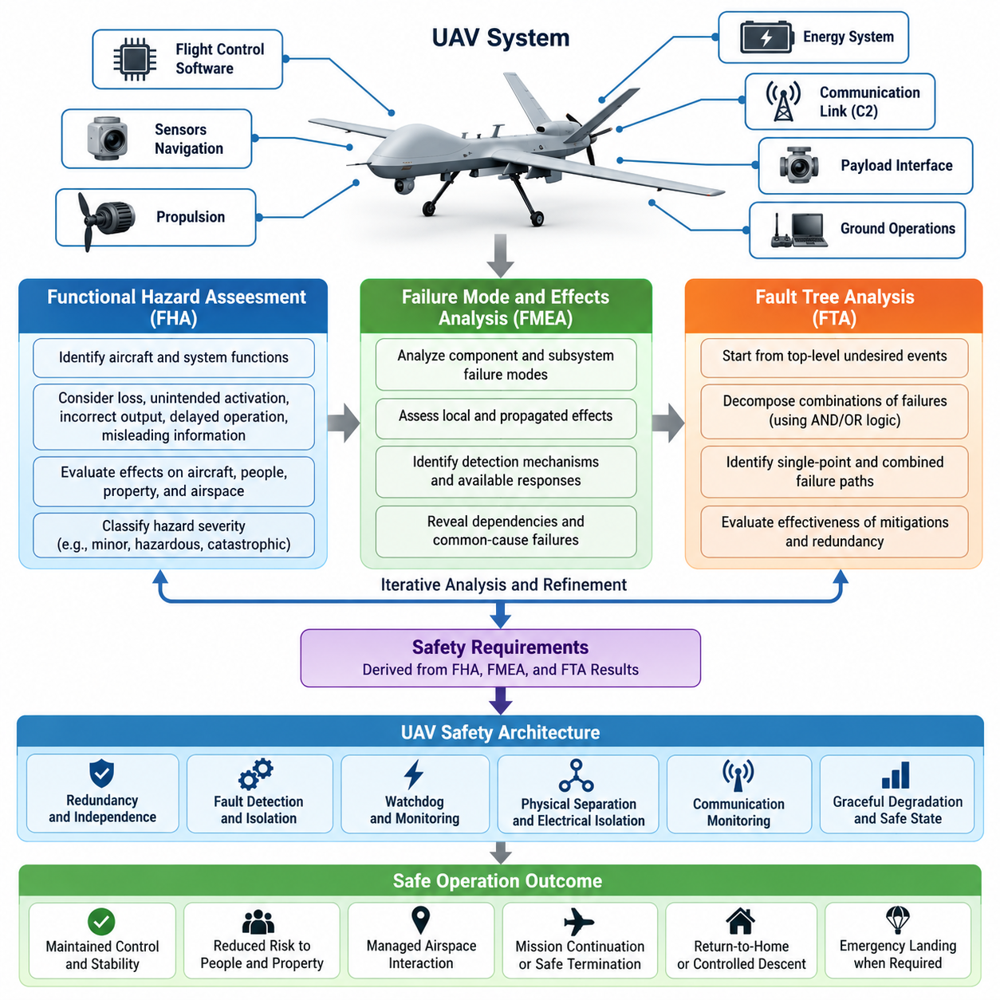 UAV System
Flight Control
Software
Sensors
Navigation
Propulsion
Energy System
Communication
Link (C2)
Payload Interface
Ground Operations
Functional Hazard Asseesment
(FHA)
Identify aircraft and system functions
Consider loss, unintended activation,
incorrect output, delayed operation,
misleading information
Evaluate effects on aircraft, people,
property, and airspace
Classify hazard severity
(e.g., minor, hazardous, catastrophic)
Failure Mode and Effects
Analysis (FMEA)
Analyze component and subsystem
failure modes
Assess local and propagated effects
Identify detection mechanisms
and available responses
Reveal dependencies and
common-cause failures
Fault Tree Analysis
(FTA)
Start from top-level undesired events
Decompose combinations of failures
(using AND/OR logic)
Identify single-point and combined
failure paths
Evaluate effectiveness of mitigations
and redundancy
Iterative Analysis and Refinement
Safety Requirements
Derived from FHA, FMEA, and FTA Results
UAV Safety Architecture
Redundancy
and Independence
Fault Detection
and Isolation
Watchdog
and Monitoring
Physical Separation
and Electrical Isolation
Communication
Monitoring
Graceful Degradation
and Safe State
Safe Operation Outcome
Maintained Control
and Stability
Reduced Risk to
People and Property
Managed Airspace
Interaction
Mission Continuation
or Safe Termination
Return-to-Home
or Controlled Descent
Emergency Landing
when Required